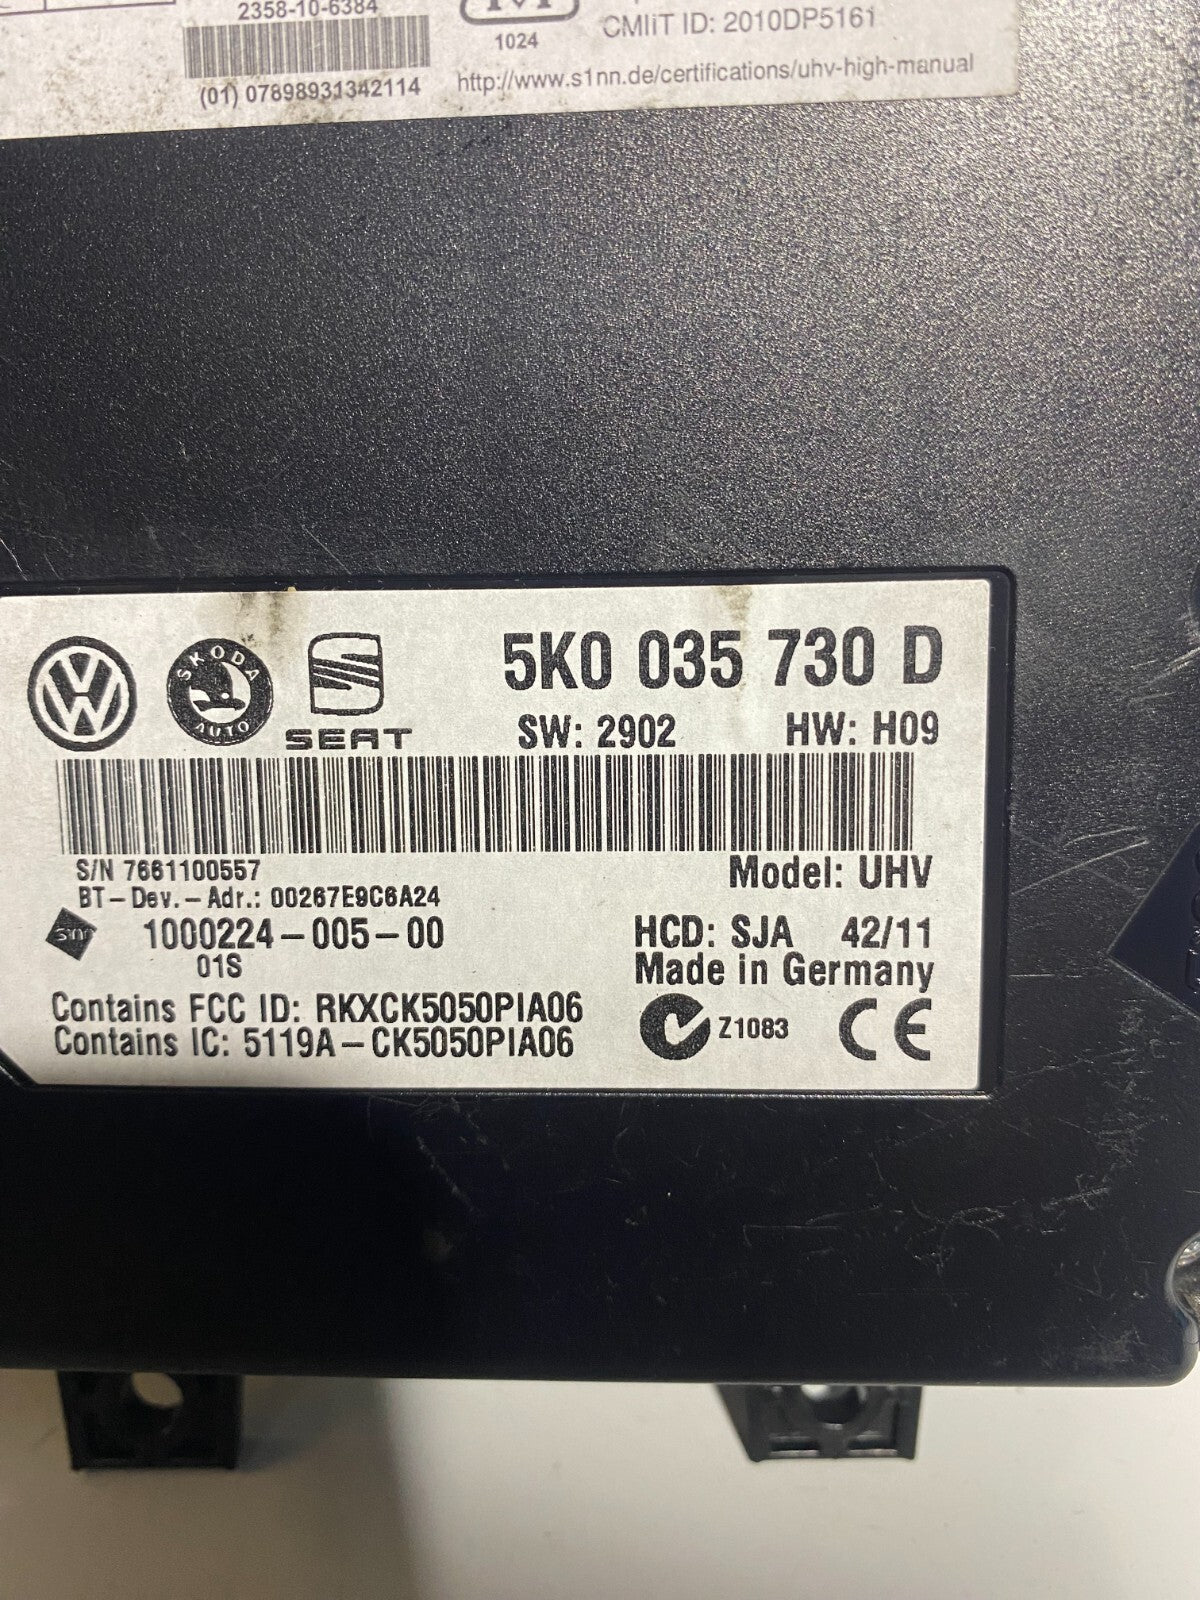 2358-10-6384
1024
CMIIT ID: 2010DP5161
(01) 07898931342114
http://www.s1nn.de/certifications/uhv-high-manual
5K0 035 730 D
SKODA
AUTO
SEAT
SW: 2902 HW: H09
S/N 7661100557
Model: UHV
BT-Dev.-Adr.: 00267E9C6A24
1000224-005-00
HCD: SJA 42/11
01S
Made in Germany
Contains FCC ID: RKXCK5050PIA06
Contains IC: 5119A-CK5050PIA06
Z1083
CE